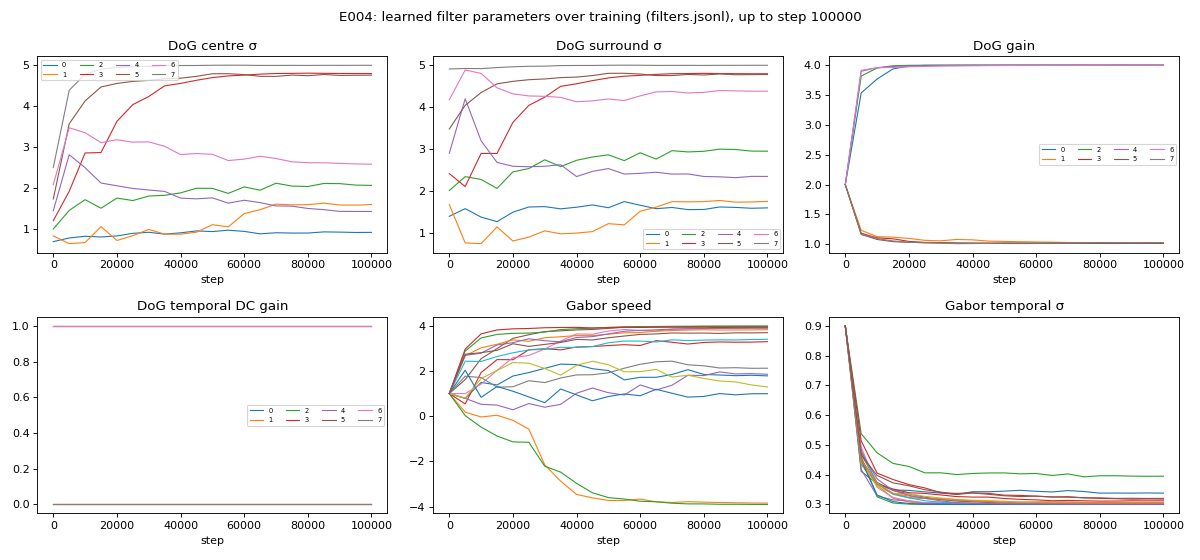 E004: learned filter parameters over training (filters.jsonl), up to step 100000
DoG centre σ
5
4
3
2
1
0 2 4 6
1 3 5 7
0 20000 40000 60000 80000 100000
step
DoG surround σ
5
4
3
2
1
0 2 4 6
1 3 5 7
0 20000 40000 60000 80000 100000
step
DoG gain
4.0
3.5
3.0
2.5
2.0
1.5
1.0
0 2 4 6
1 3 5 7
0 20000 40000 60000 80000 100000
step
DoG temporal DC gain
1.0
0.8
0.6
0.4
0.2
0.0
0 2 4 6
1 3 5 7
0 20000 40000 60000 80000 100000
step
Gabor speed
4
2
0
−2
−4
0 20000 40000 60000 80000 100000
step
Gabor temporal σ
0.9
0.8
0.7
0.6
0.5
0.4
0.3
0 20000 40000 60000 80000 100000
step